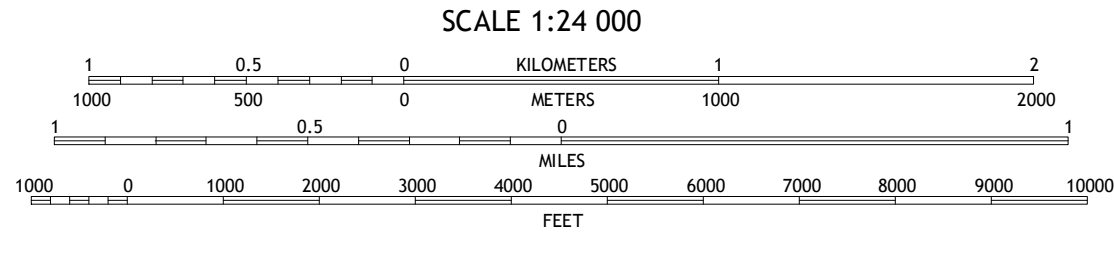 SCALE 1:24 000
1 0.5 0 KILOMETERS 1 2
1000 500 0 METERS 1000 2000
1 0.5 0 1
MILES
1000 0 1000 2000 3000 4000 5000 6000 7000 8000 9000 10000
FEET